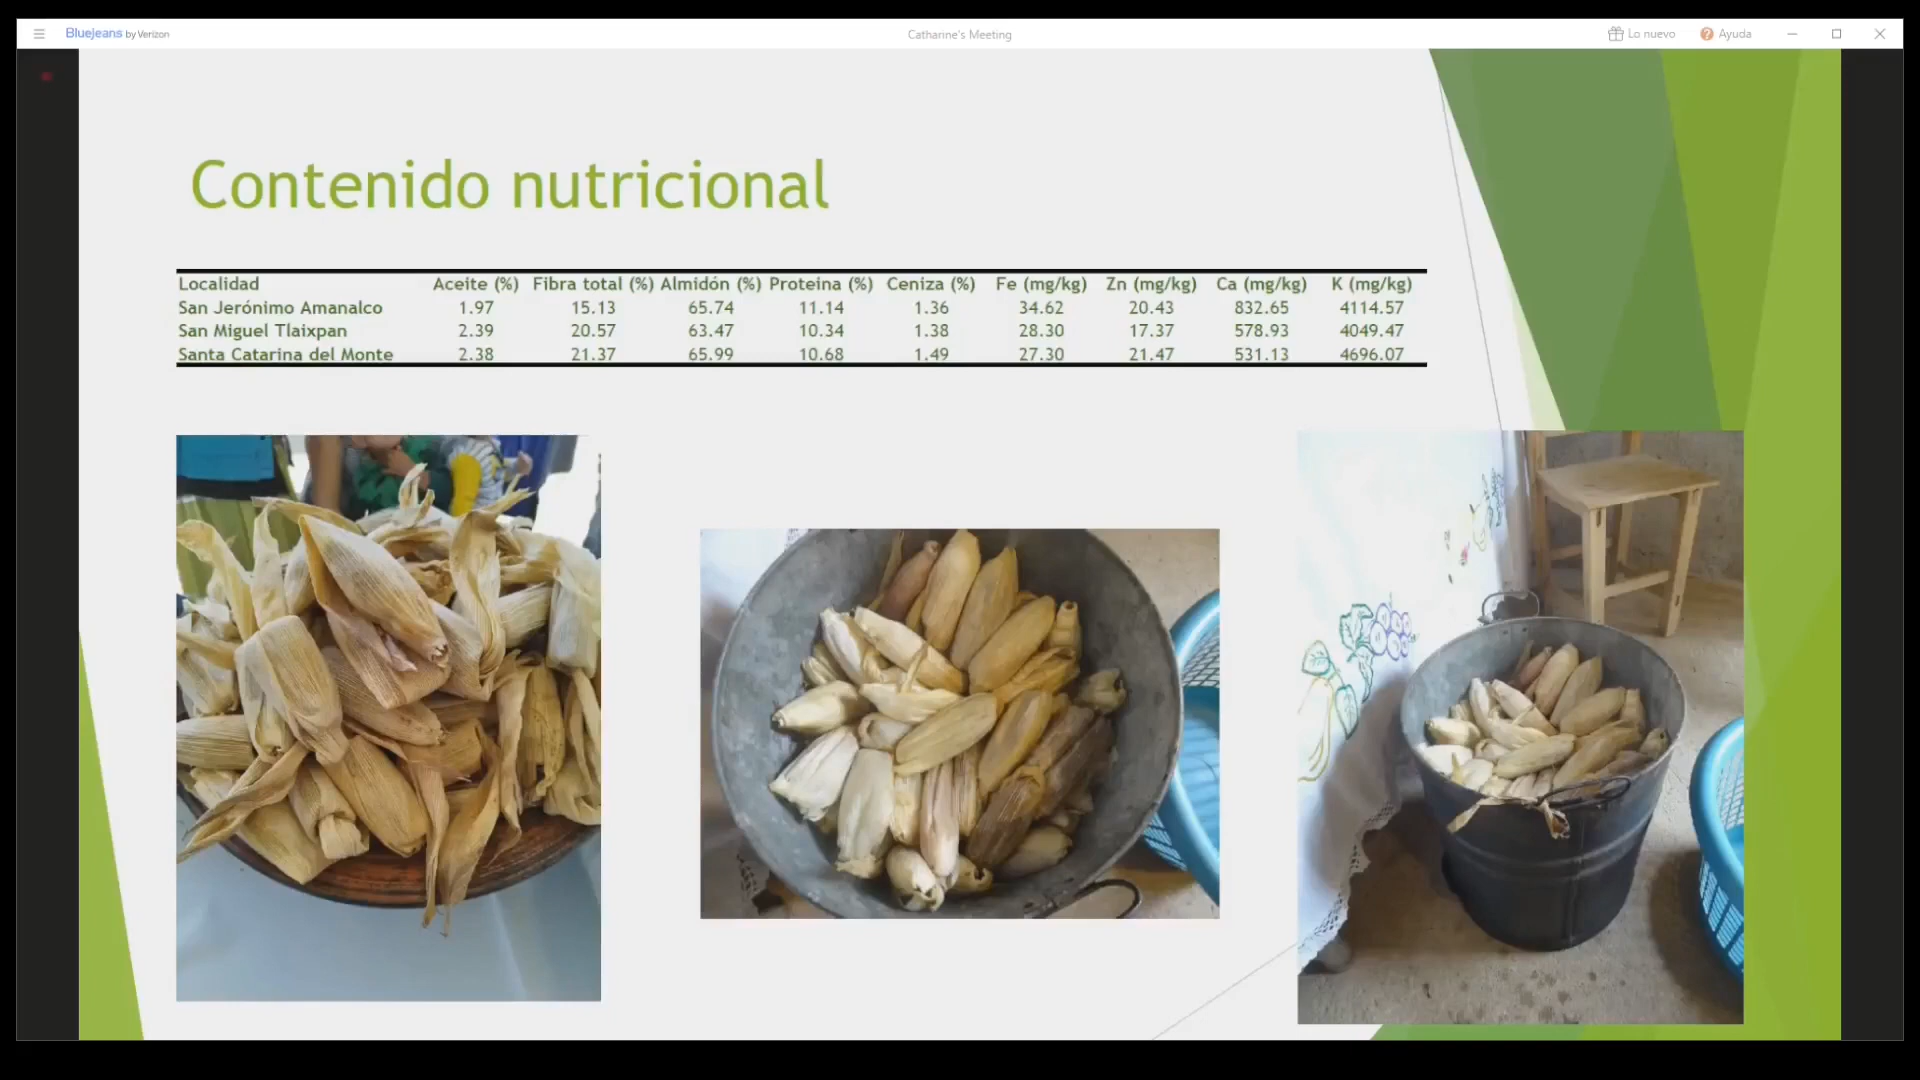 BlueJeans by Verizon
Catharine's Meeting
Lo nuevo
Ayuda
Contenido nutricional
Localidad Aceite (%) Fibra total (%) Almidón (%) Proteina (%) Ceniza (%) Fe (mg/kg) Zn (mg/kg) Ca (mg/kg) K (mg/kg)
San Jerónimo Amanalco 1.97 15.13 65.74 11.14 1.36 34.62 20.43 832.65 4114.57
San Miguel Tlaixpan 2.39 20.57 63.47 10.34 1.38 28.30 17.37 578.93 4049.47
Santa Catarina del Monte 2.38 21.37 65.99 10.68 1.49 27.30 21.47 531.13 4696.07